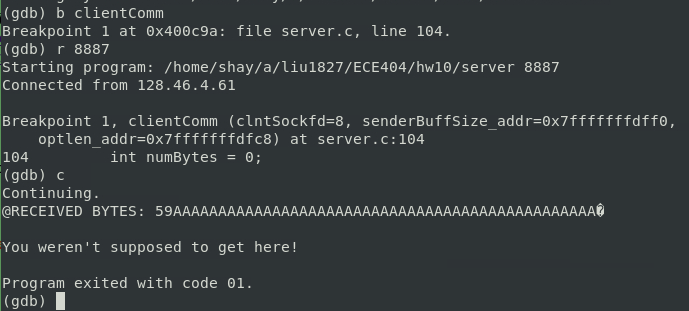 (gdb) b clientComm
Breakpoint 1 at 0x400c9a: file server.c, line 104.
(gdb) r 8887
Starting program: /home/shay/a/liu1827/ECE404/hw10/server 8887
Connected from 128.46.4.61
Breakpoint 1, clientComm (clntSockfd=8, senderBuffSize_addr=0x7fffffffdff0,
optlen_addr=0x7fffffffdfc8) at server.c:104
104 int numBytes = 0;
(gdb) c
Continuing.
@RECEIVED BYTES: 59AAAAAAAAAAAAAAAAAAAAAAAAAAAAAAAAAAAAAAAAAAAAAAA�
You weren't supposed to get here!
Program exited with code 01.
(gdb)